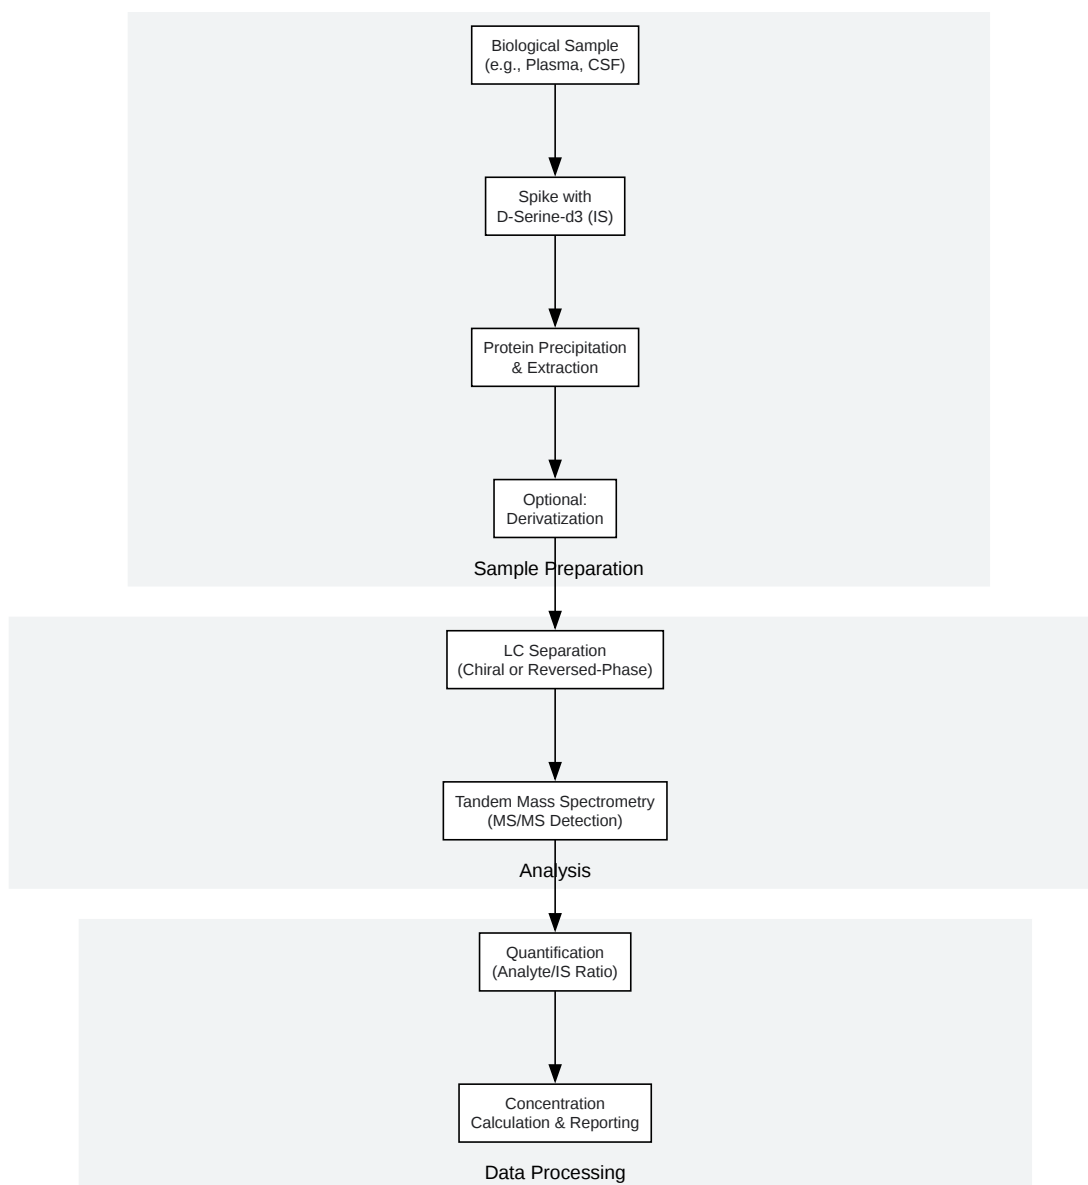 Biological Sample
(e.g., Plasma, CSF)
Spike with
D-Serine-d3 (IS)
Protein Precipitation
& Extraction
Optional:
Derivatization
Sample Preparation
LC Separation
(Chiral or Reversed-Phase)
Tandem Mass Spectrometry
(MS/MS Detection)
Analysis
Quantification
(Analyte/IS Ratio)
Concentration
Calculation & Reporting
Data Processing